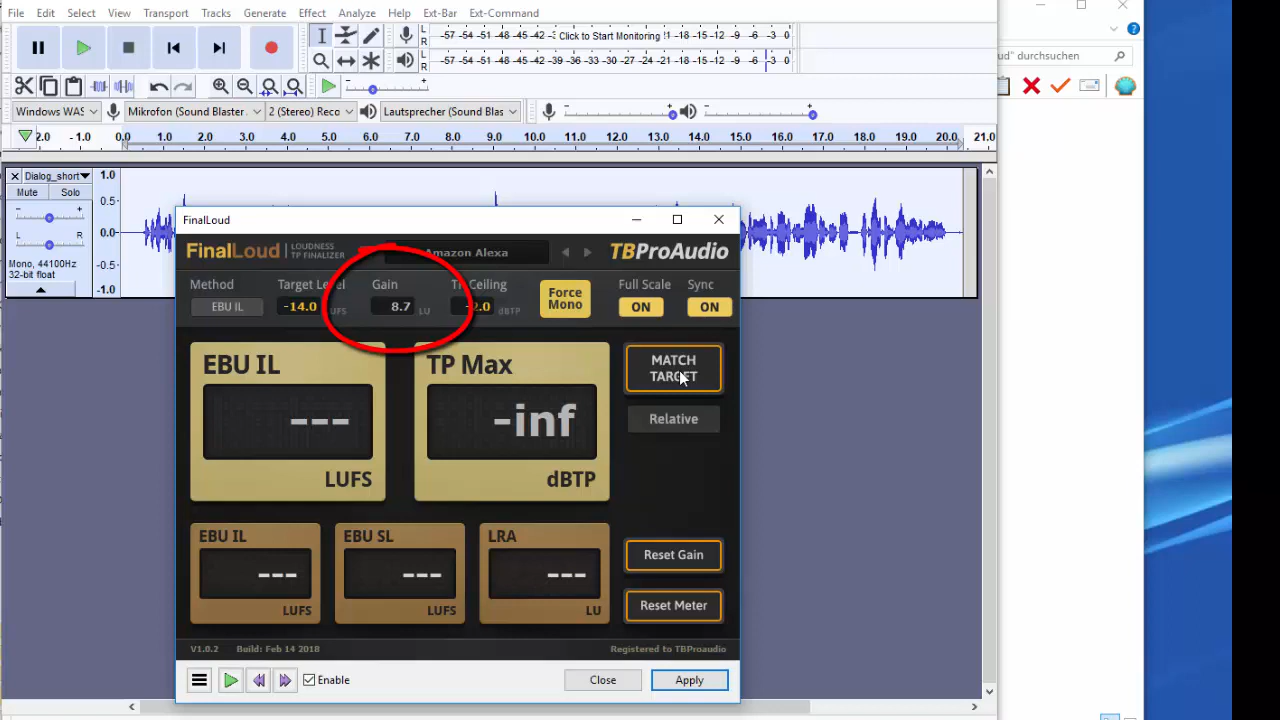 File Edit Select View Transport Tracks Generate Effect Analyze Help Ext-Bar Ext-Command
L R -57 -54 -51 -48 -45 -42 -3 Click to Start Monitoring !1 -18 -15 -12 -9 -6 -3 0
L R -57 -54 -51 -48 -45 -42 -39 -36 -33 -30 -27 -24 -21 -18 -15 -12 -9 -6 -3 0
ud" durchsuchen
- +
Windows WAS Mikrofon (Sound Blaster 2 (Stereo) Reco Lautsprecher (Sound Blas - + - +
2.0 - 1.0 0.0 1.0 2.0 3.0 4.0 5.0 6.0 7.0 8.0 9.0 10.0 11.0 12.0 13.0 14.0 15.0 16.0 17.0 18.0 19.0 20.0 21.0
Dialog_short 1.0
Mute Solo 0.5
- + 0.0
L R
Mono, 44100Hz -0.5
32-bit float
-1.0
FinalLoud
FinalLoud LOUDNESS TP FINALIZER Amazon Alexa TBProAudio
Method Target Level Gain TP Ceiling Force Mono Full Scale Sync
EBU IL -14.0 UFS 8.7 LU -2.0 dBTP ON ON
EBU IL TP Max MATCH TARGET
--- -inf Relative
LUFS dBTP
EBU IL EBU SL LRA Reset Gain
--- --- ---
LUFS LUFS LU Reset Meter
V1.0.2 Build: Feb 14 2018 Registered to TBProaudio
Enable Close Apply